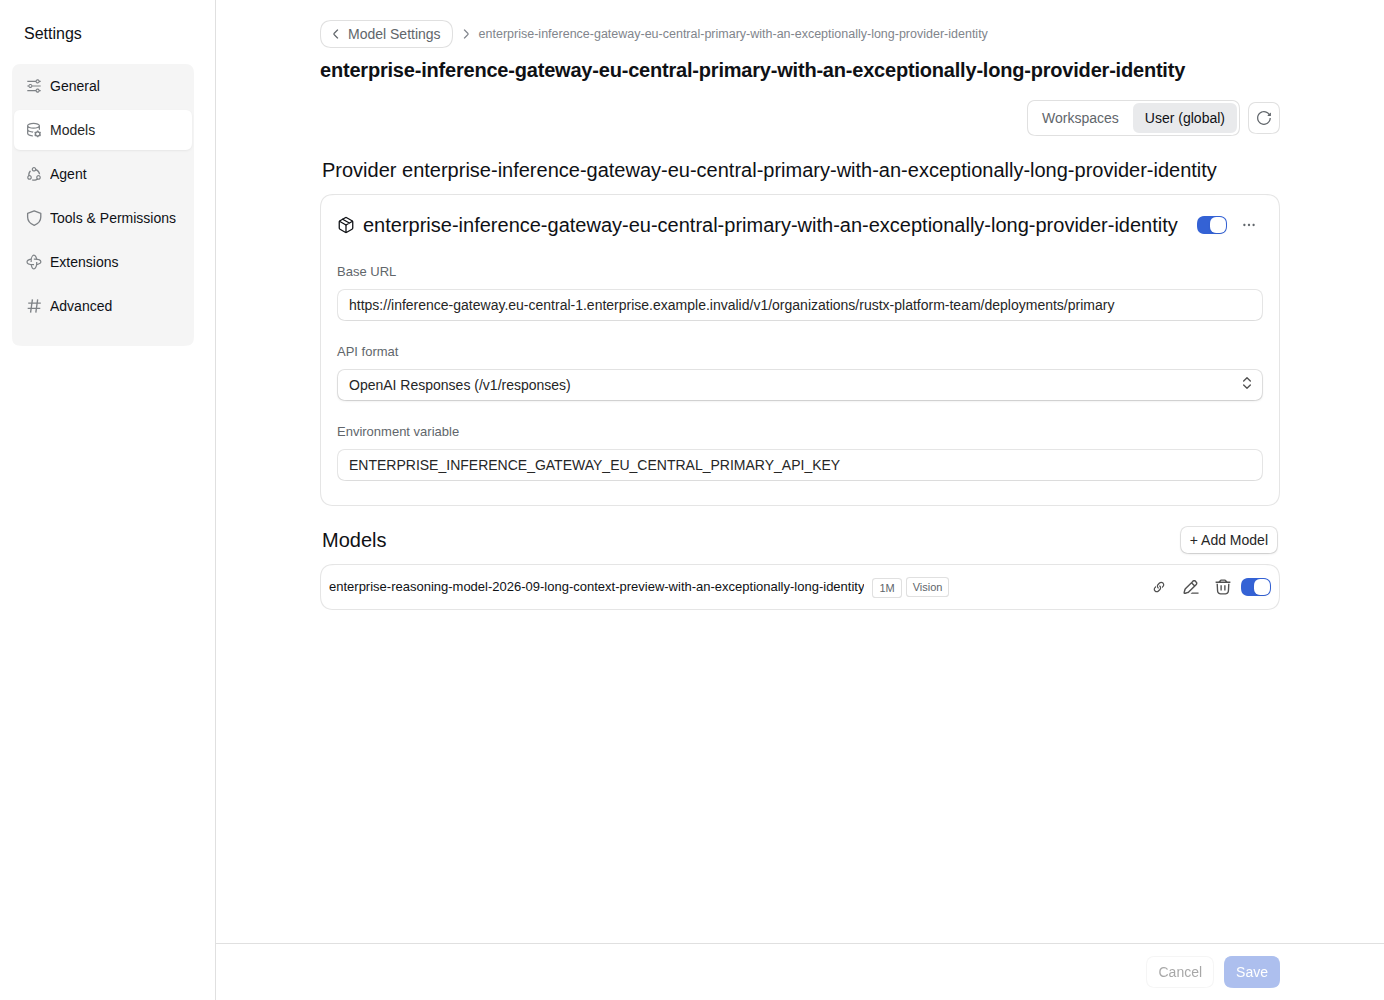 Settings
General
Models
Agent
Tools & Permissions
Extensions
Advanced
Model Settings
enterprise-inference-gateway-eu-central-primary-with-an-exceptionally-long-provider-identity
enterprise-inference-gateway-eu-central-primary-with-an-exceptionally-long-provider-identity
Workspaces User (global)
Provider enterprise-inference-gateway-eu-central-primary-with-an-exceptionally-long-provider-identity
enterprise-inference-gateway-eu-central-primary-with-an-exceptionally-long-provider-identity
Base URL
https://inference-gateway.eu-central-1.enterprise.example.invalid/v1/organizations/rustx-platform-team/deployments/primary
API format
OpenAI Responses (/v1/responses)
Environment variable
ENTERPRISE_INFERENCE_GATEWAY_EU_CENTRAL_PRIMARY_API_KEY
Models
+ Add Model
enterprise-reasoning-model-2026-09-long-context-preview-with-an-exceptionally-long-identity 1M Vision
Cancel Save